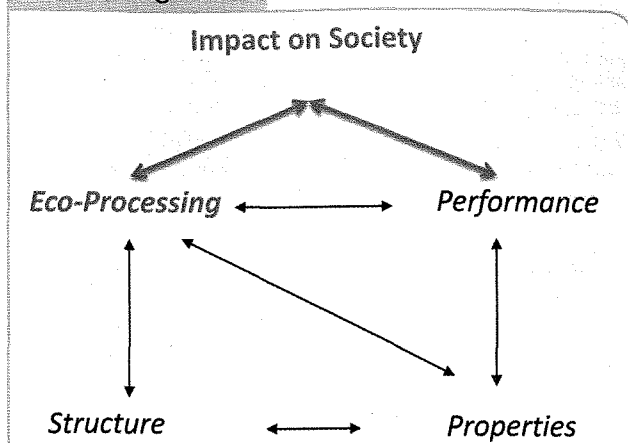 Impact on Society
Eco-Processing
Performance
Structure
Properties